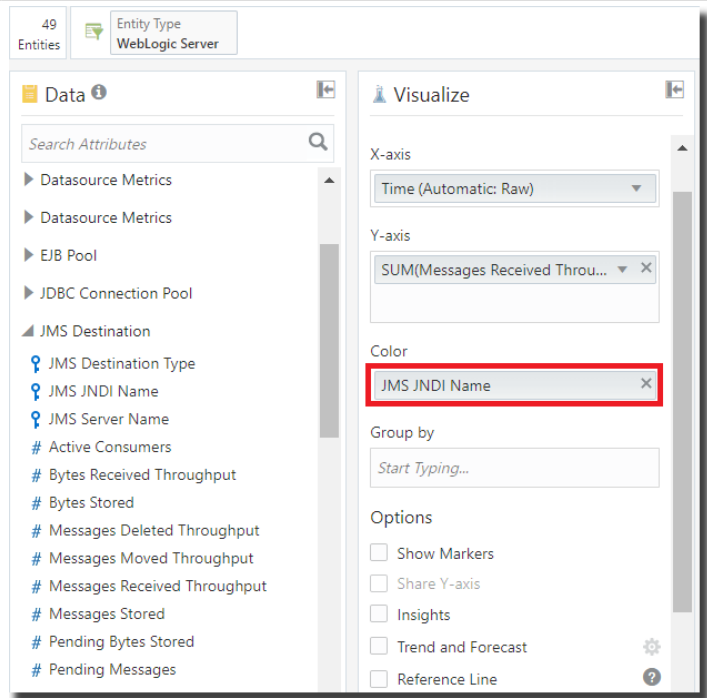 49
Entities
Entity Type
WebLogic Server
Data
Search Attributes
Datasource Metrics
Datasource Metrics
EJB Pool
JDBC Connection Pool
JMS Destination
JMS Destination Type
JMS JNDI Name
JMS Server Name
# Active Consumers
# Bytes Received Throughput
# Bytes Stored
# Messages Deleted Throughput
# Messages Moved Throughput
# Messages Received Throughput
# Messages Stored
# Pending Bytes Stored
# Pending Messages
Visualize
X-axis
Time (Automatic: Raw)
Y-axis
SUM(Messages Received Throu...
Color
JMS JNDI Name
Group by
Start Typing...
Options
Show Markers
Share Y-axis
Insights
Trend and Forecast
Reference Line